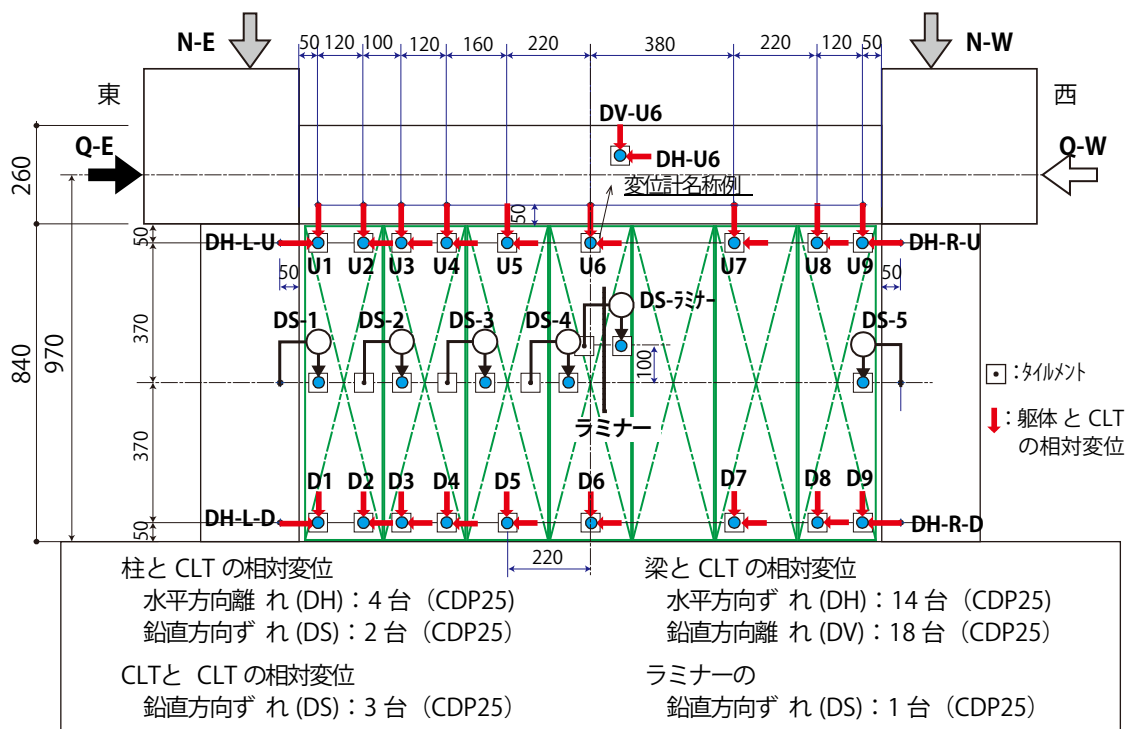 N-E
N-W
50 120 100 120 160 220 380 220 120 50
東
西
DV-U6
Q-E
DH-U6
Q-W
260
変位計名称例
50
50
DH-L-U
DH-R-U
U1 U2 U3 U4 U5 U6 U7 U8 U9
50
50
DS-1 DS-2 DS-3 DS-4 DS-ラミナー DS-5
370
840
970
100
⊡:タイルメント
ラミナー
:躯体 と CLT
の相対変位
370
D1 D2 D3 D4 D5 D6 D7 D8 D9
DH-L-D
DH-R-D
50
220
柱と CLT の相対変位
水平方向離 れ (DH):4 台(CDP25)
鉛直方向ず れ (DS):2 台(CDP25)
CLTと CLT の相対変位
鉛直方向ず れ (DS):3 台(CDP25)
梁と CLT の相対変位
水平方向ず れ (DH):14 台(CDP25)
鉛直方向離 れ (DV):18 台(CDP25)
ラミナーの
鉛直方向ず れ (DS):1 台(CDP25)